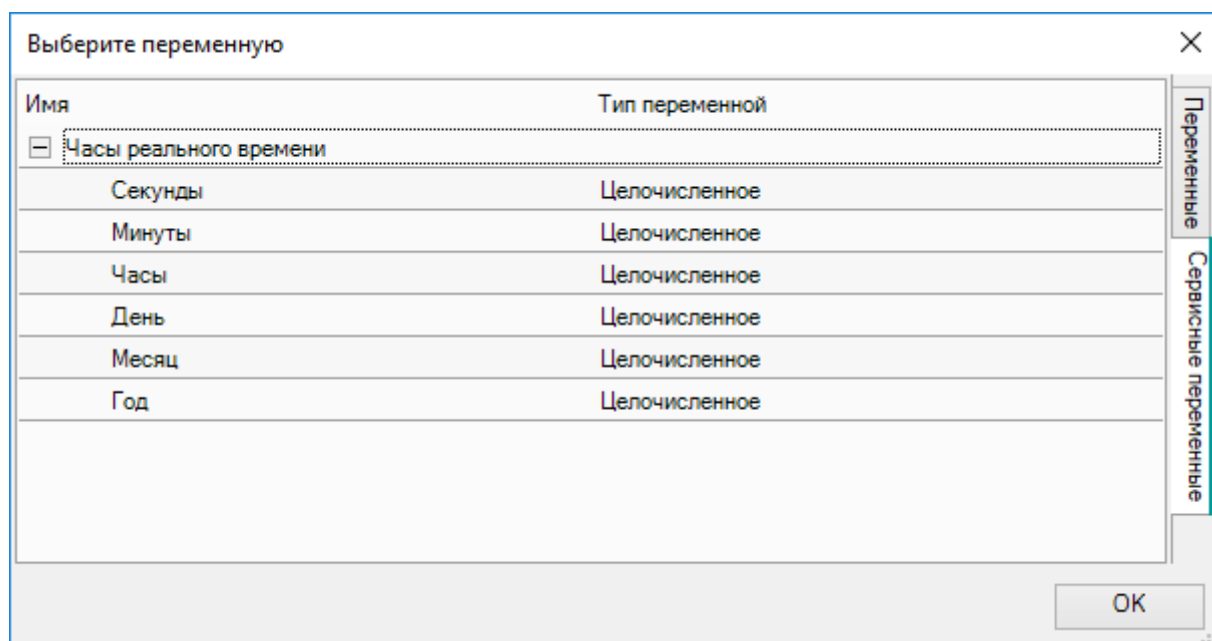 Выберите переменную
Имя Тип переменной
Часы реального времени
Секунды Целочисленное
Минуты Целочисленное
Часы Целочисленное
День Целочисленное
Месяц Целочисленное
Год Целочисленное
Переменные
Сервисные переменные
OK